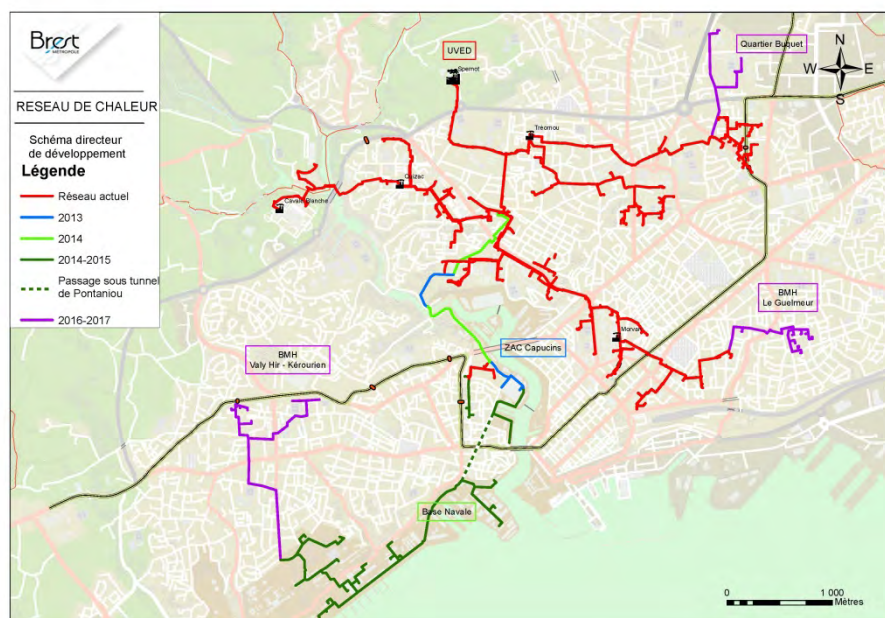 Brest
MÉTROPOLE
RESEAU DE CHALEUR
Schéma directeur
de développement
Légende
Réseau actuel
2013
2014
2014-2015
Passage sous tunnel
de Pontaniou
2016-2017
UVED
Spernot
Quartier Buquet
N
W
E
S
Tréornou
Quizac
Cavale Blanche
BMH
Le Guelmeur
ZAC Capucins
Morvan
BMH
Valy Hir - Kérourien
Base Navale
0
1 000
Mètres